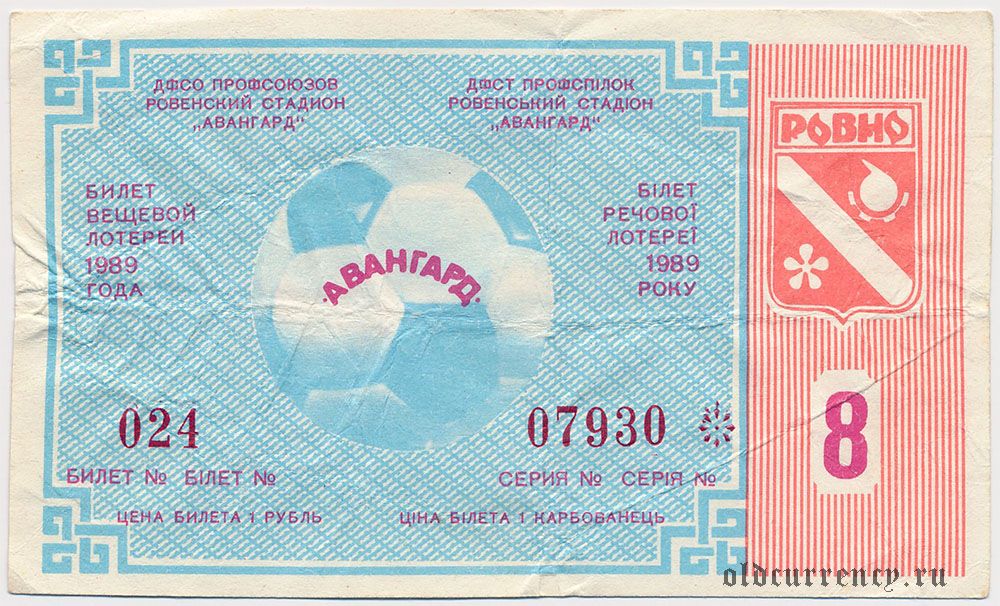 ДФСО ПРОФСОЮЗОВ
РОВЕНСКИЙ СТАДИОН
„АВАНГАРД"
ДФСТ ПРОФСПІЛОК
РОВЕНСЬКИЙ СТАДІОН
„АВАНГАРД"
БИЛЕТ
ВЕЩЕВОЙ
ЛОТЕРЕИ
1989
ГОДА
·АВАНГАРД·
БІЛЕТ
РЕЧОВОЇ
ЛОТЕРЕЇ
1989
РОКУ
РОВНО
8
024
07930
БИЛЕТ № БІЛЕТ №
СЕРИЯ № СЕРІЯ №
ЦЕНА БИЛЕТА 1 РУБЛЬ
ЦІНА БІЛЕТА 1 КАРБОВАНЕЦЬ
oldcurrency.ru